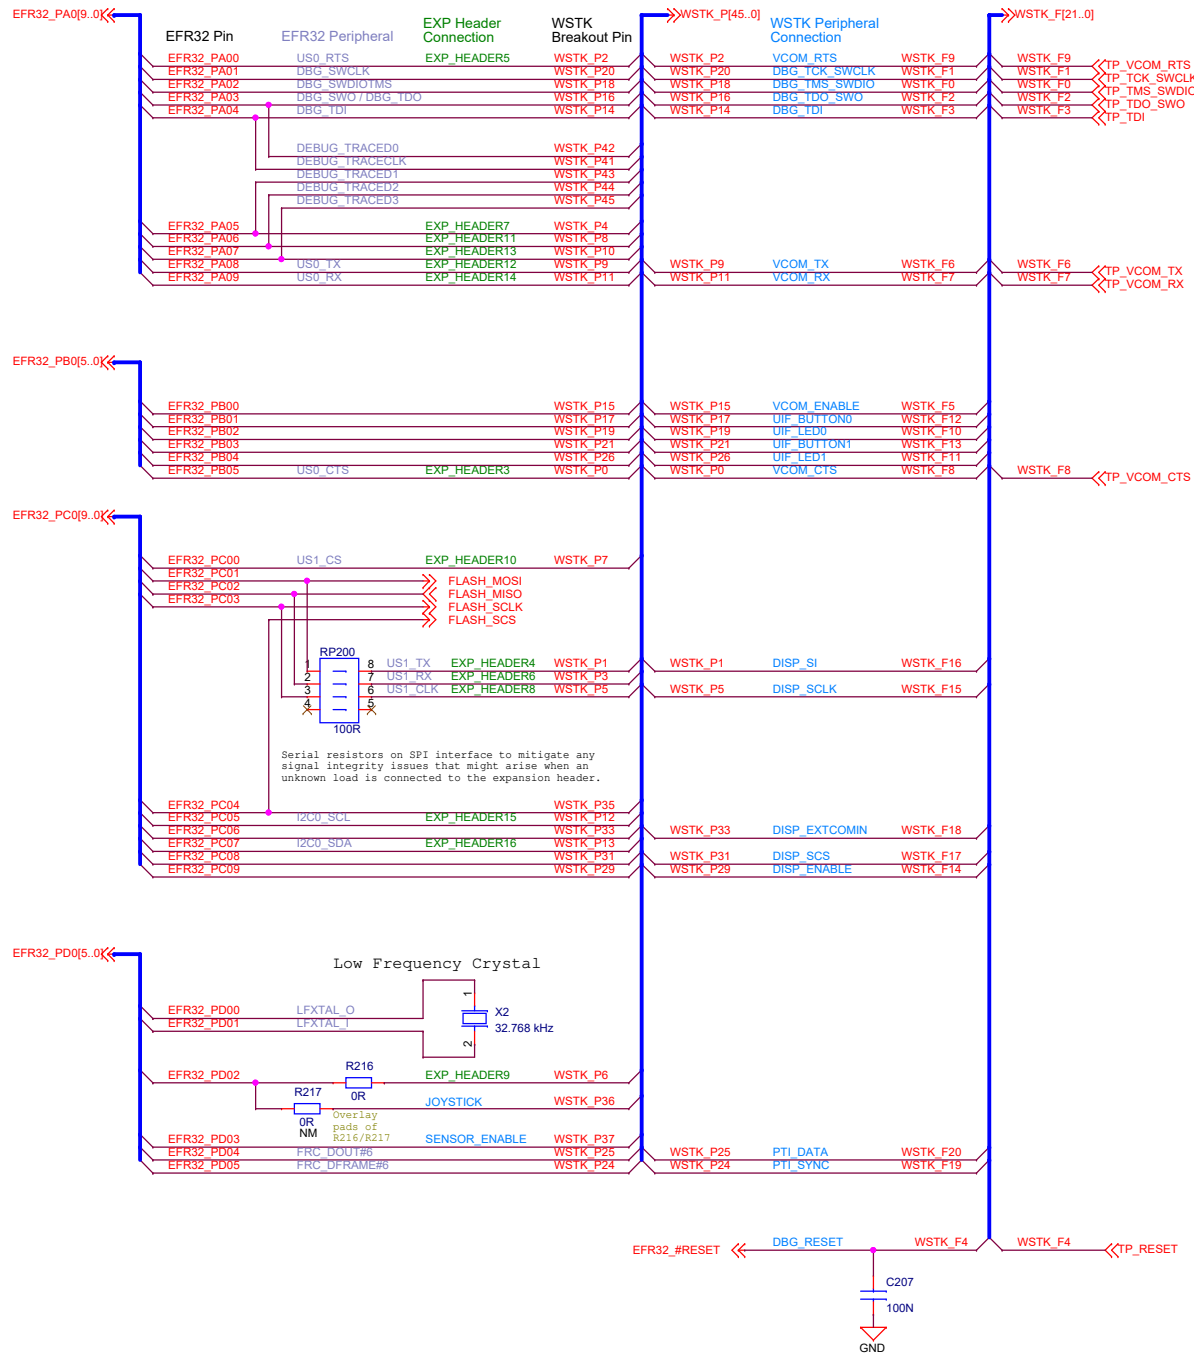 EFR32_PA0[9..0]
WSTK_P[45..0]
WSTK_F[21..0]
EFR32 Pin
EFR32 Peripheral
EXP Header
Connection
WSTK
Breakout Pin
WSTK Peripheral
Connection
EFR32_PA00 US0_RTS EXP_HEADER5 WSTK_P2 WSTK_P2 VCOM_RTS WSTK_F9 WSTK_F9 TP_VCOM_RTS
EFR32_PA01 DBG_SWCLK WSTK_P20 WSTK_P20 DBG_TCK_SWCLK WSTK_F1 WSTK_F1 TP_TCK_SWCLK
EFR32_PA02 DBG_SWDIOTMS WSTK_P18 WSTK_P18 DBG_TMS_SWDIO WSTK_F0 WSTK_F0 TP_TMS_SWDIO
EFR32_PA03 DBG_SWO / DBG_TDO WSTK_P16 WSTK_P16 DBG_TDO_SWO WSTK_F2 WSTK_F2 TP_TDO_SWO
EFR32_PA04 DBG_TDI WSTK_P14 WSTK_P14 DBG_TDI WSTK_F3 WSTK_F3 TP_TDI
DEBUG_TRACED0 WSTK_P42
DEBUG_TRACECLK WSTK_P41
DEBUG_TRACED1 WSTK_P43
DEBUG_TRACED2 WSTK_P44
DEBUG_TRACED3 WSTK_P45
EFR32_PA05 EXP_HEADER7 WSTK_P4
EFR32_PA06 EXP_HEADER11 WSTK_P8
EFR32_PA07 EXP_HEADER13 WSTK_P10
EFR32_PA08 US0_TX EXP_HEADER12 WSTK_P9 WSTK_P9 VCOM_TX WSTK_F6 WSTK_F6 TP_VCOM_TX
EFR32_PA09 US0_RX EXP_HEADER14 WSTK_P11 WSTK_P11 VCOM_RX WSTK_F7 WSTK_F7 TP_VCOM_RX
EFR32_PB0[5..0]
EFR32_PB00 WSTK_P15 WSTK_P15 VCOM_ENABLE WSTK_F5
EFR32_PB01 WSTK_P17 WSTK_P17 UIF_BUTTON0 WSTK_F12
EFR32_PB02 WSTK_P19 WSTK_P19 UIF_LED0 WSTK_F10
EFR32_PB03 WSTK_P21 WSTK_P21 UIF_BUTTON1 WSTK_F13
EFR32_PB04 WSTK_P26 WSTK_P26 UIF_LED1 WSTK_F11
EFR32_PB05 US0_CTS EXP_HEADER3 WSTK_P0 WSTK_P0 VCOM_CTS WSTK_F8 WSTK_F8 TP_VCOM_CTS
EFR32_PC0[9..0]
EFR32_PC00 US1_CS EXP_HEADER10 WSTK_P7
EFR32_PC01 FLASH_MOSI
EFR32_PC02 FLASH_MISO
EFR32_PC03 FLASH_SCLK
FLASH_SCS
RP200
1 8 US1_TX EXP_HEADER4 WSTK_P1 WSTK_P1 DISP_SI WSTK_F16
2 7 US1_RX EXP_HEADER6 WSTK_P3
3 6 US1_CLK EXP_HEADER8 WSTK_P5 WSTK_P5 DISP_SCLK WSTK_F15
4 5
100R
Serial resistors on SPI interface to mitigate any
signal integrity issues that might arise when an
unknown load is connected to the expansion header.
EFR32_PC04 WSTK_P35
EFR32_PC05 I2C0_SCL EXP_HEADER15 WSTK_P12
EFR32_PC06 WSTK_P33 WSTK_P33 DISP_EXTCOMIN WSTK_F18
EFR32_PC07 I2C0_SDA EXP_HEADER16 WSTK_P13
EFR32_PC08 WSTK_P31 WSTK_P31 DISP_SCS WSTK_F17
EFR32_PC09 WSTK_P29 WSTK_P29 DISP_ENABLE WSTK_F14
EFR32_PD0[5..0]
Low Frequency Crystal
EFR32_PD00 LFXTAL_O
EFR32_PD01 LFXTAL_I
1
X2
32.768 kHz
2
R216
EFR32_PD02 EXP_HEADER9 WSTK_P6
0R
R217
JOYSTICK WSTK_P36
0R
NM
Overlay
pads of
R216/R217
EFR32_PD03 SENSOR_ENABLE WSTK_P37
EFR32_PD04 FRC_DOUT#6 WSTK_P25 WSTK_P25 PTI_DATA WSTK_F20
EFR32_PD05 FRC_DFRAME#6 WSTK_P24 WSTK_P24 PTI_SYNC WSTK_F19
EFR32_#RESET DBG_RESET WSTK_F4 WSTK_F4 TP_RESET
C207
100N
GND